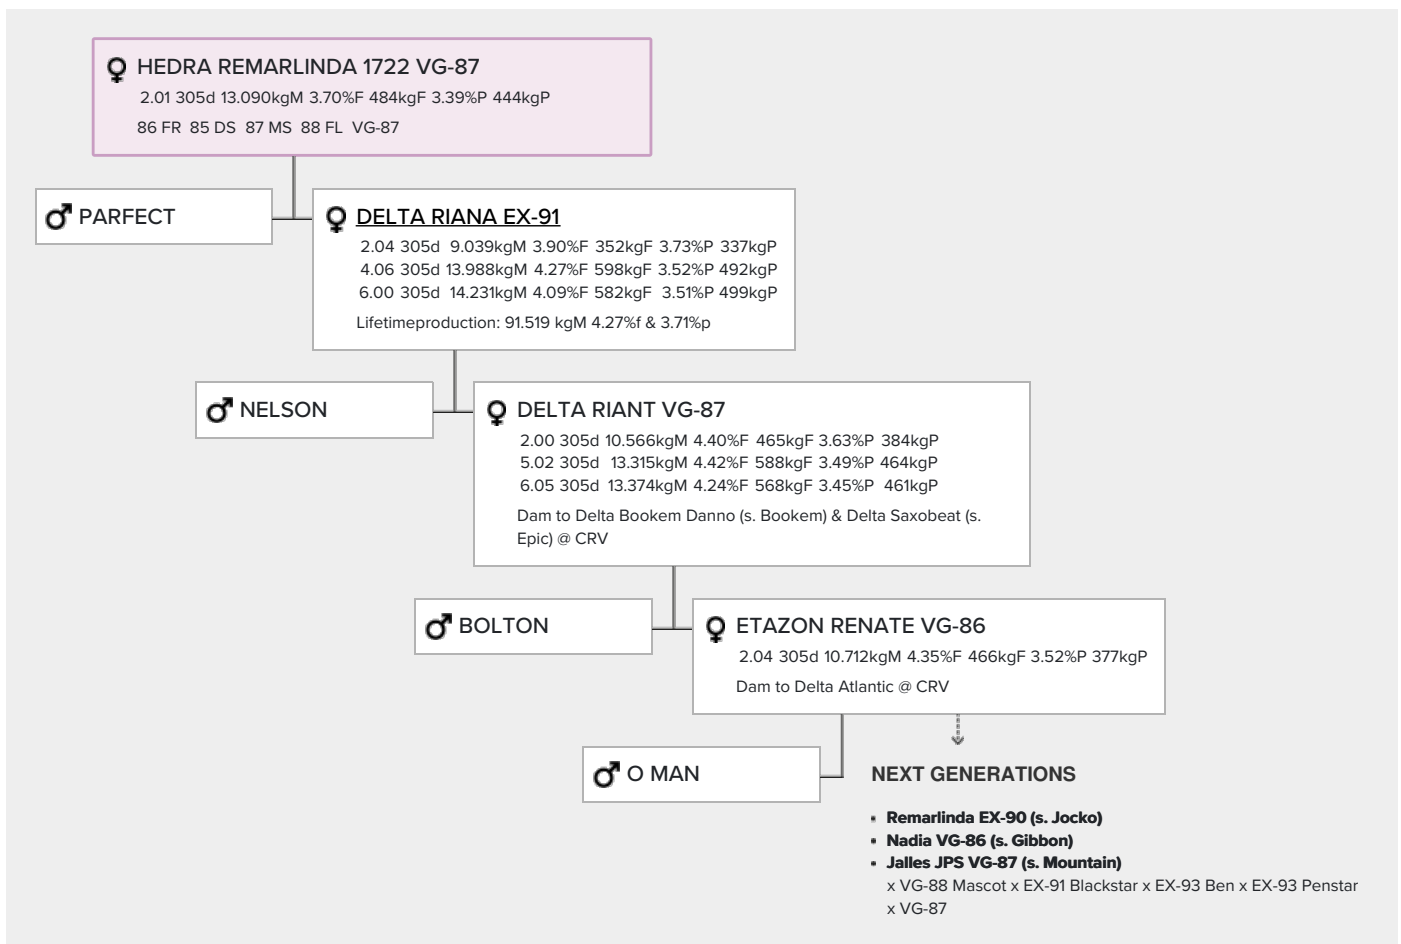 HEDRA REMARLINDA 1722 VG-87
2.01 305d 13.090kgM 3.70%F 484kgF 3.39%P 444kgP
86 FR 85 DS 87 MS 88 FL VG-87
PARFECT
DELTA RIANA EX-91
2.04 305d 9.039kgM 3.90%F 352kgF 3.73%P 337kgP
4.06 305d 13.988kgM 4.27%F 598kgF 3.52%P 492kgP
6.00 305d 14.231kgM 4.09%F 582kgF 3.51%P 499kgP
Lifetimeproduction: 91.519 kgM 4.27%f & 3.71%p
NELSON
DELTA RIANT VG-87
2.00 305d 10.566kgM 4.40%F 465kgF 3.63%P 384kgP
5.02 305d 13.315kgM 4.42%F 588kgF 3.49%P 464kgP
6.05 305d 13.374kgM 4.24%F 568kgF 3.45%P 461kgP
Dam to Delta Bookem Danno (s. Bookem) & Delta Saxobeat (s.
Epic) @ CRV
BOLTON
ETAZON RENATE VG-86
2.04 305d 10.712kgM 4.35%F 466kgF 3.52%P 377kgP
Dam to Delta Atlantic @ CRV
O MAN
NEXT GENERATIONS
Remarlinda EX-90 (s. Jocko)
Nadia VG-86 (s. Gibbon)
Jalles JPS VG-87 (s. Mountain)
x VG-88 Mascot x EX-91 Blackstar x EX-93 Ben x EX-93 Penstar
x VG-87